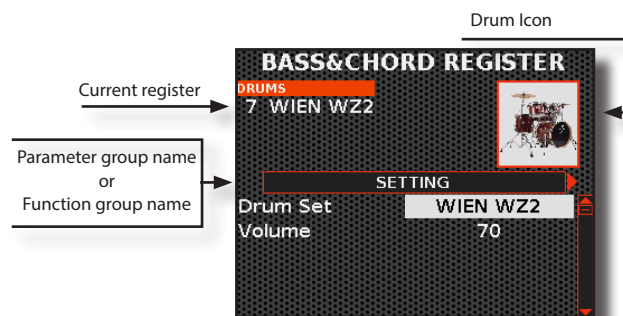 Drum Icon
BASS&CHORD REGISTER
DRUMS
Current register
7 WIEN WZ2
Parameter group name
or
Function group name
SETTING
Drum Set WIEN WZ2
Volume 70